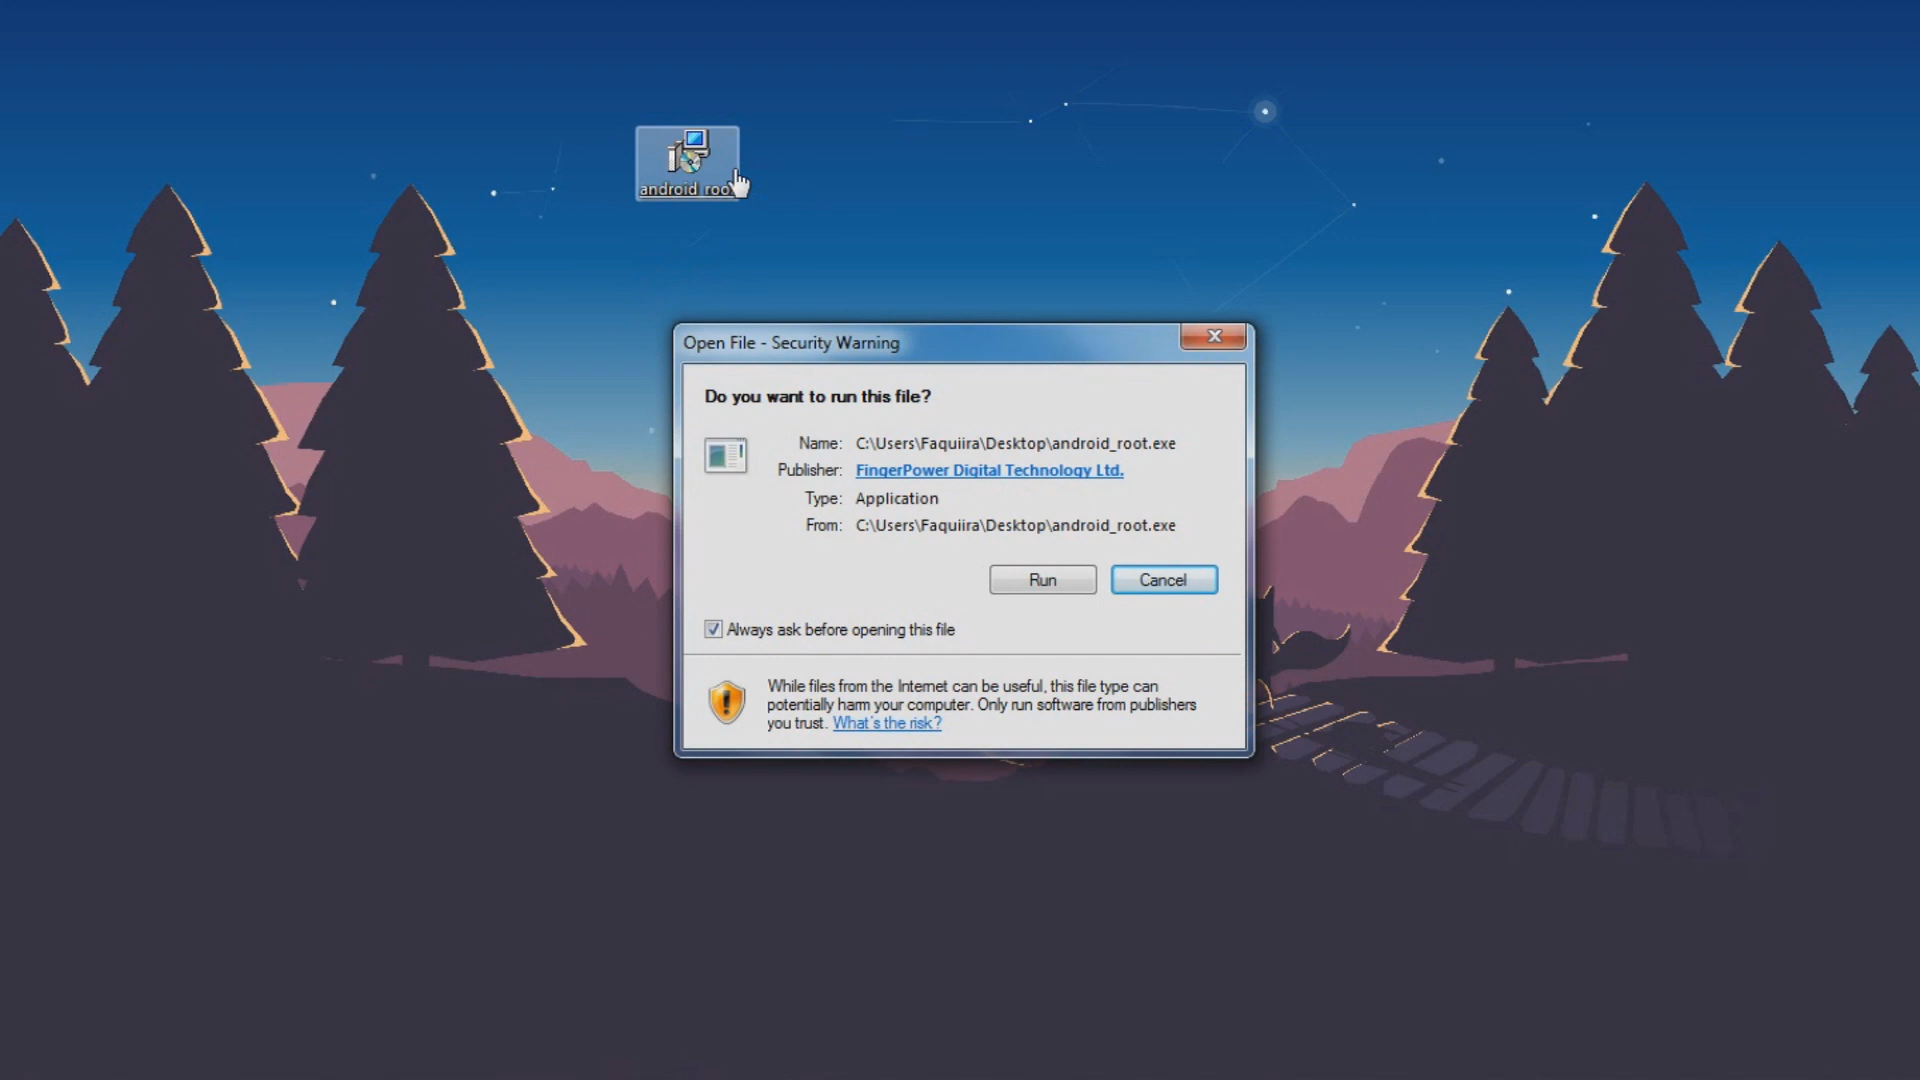 android_root
Open File - Security Warning
Do you want to run this file?
Name: C:\Users\Faquiira\Desktop\android_root.exe
Publisher: FingerPower Digital Technology Ltd.
Type: Application
From: C:\Users\Faquiira\Desktop\android_root.exe
Run Cancel
Always ask before opening this file
While files from the Internet can be useful, this file type can
potentially harm your computer. Only run software from publishers
you trust. What's the risk?